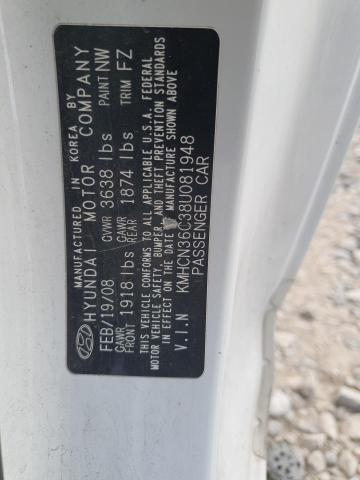 MANUFACTURED IN KOREA BY
HYUNDAI MOTOR COMPANY
FEB/19/08 GVWR 3638 lbs PAINT NW
GAWR FRONT 1918 lbs GAWR REAR 1874 lbs TRIM FZ
THIS VEHICLE CONFORMS TO ALL APPLICABLE U.S.A. FEDERAL
MOTOR VEHICLE SAFETY, BUMPER, AND THEFT PREVENTION STANDARDS
IN EFFECT ON THE DATE OF MANUFACTURE SHOWN ABOVE
V.I.N KMHCN36C38U081948
PASSENGER CAR